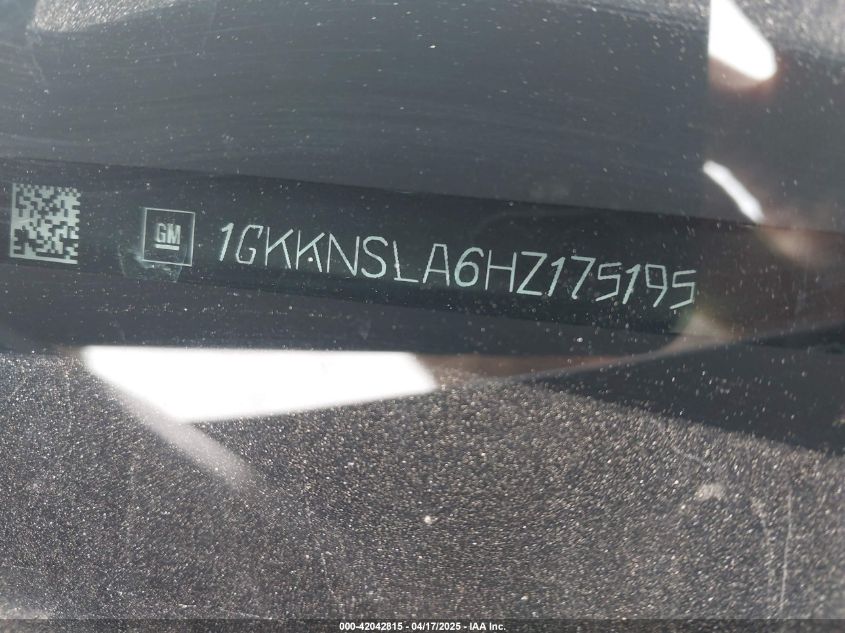 GM 1GKKNSLA6HZ175195
000-42042815 - 04/17/2025 - IAA Inc.